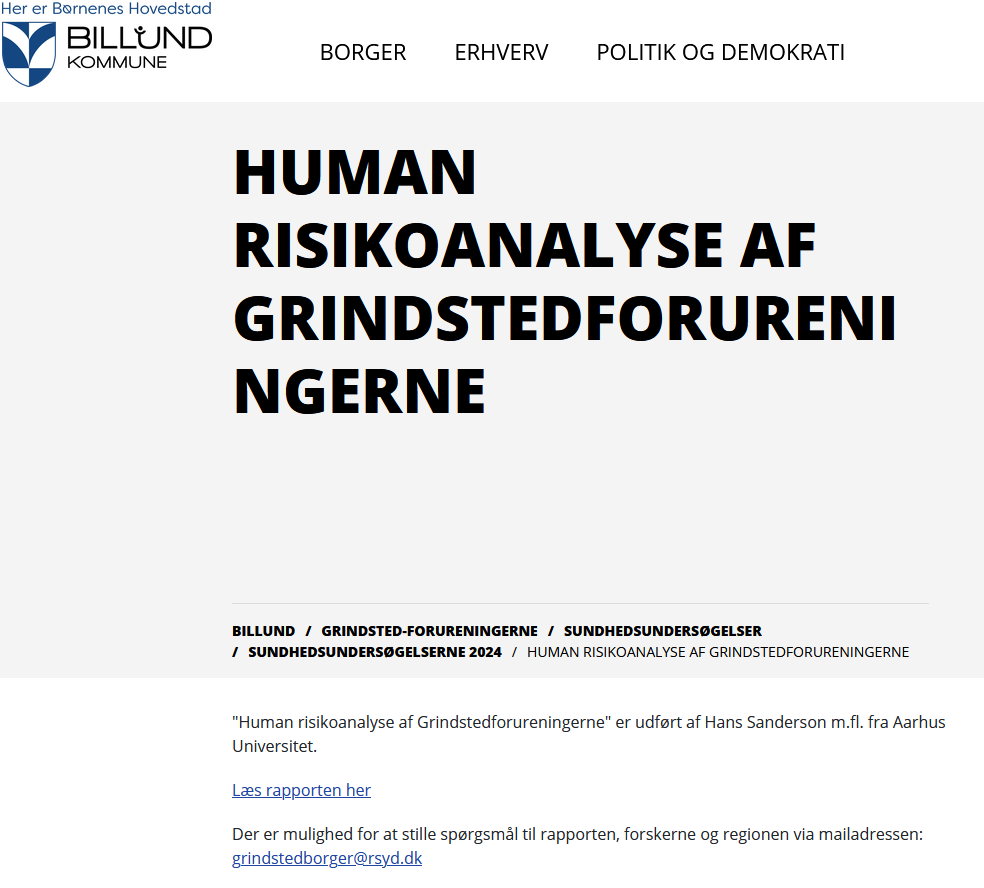 Her er Børnenes Hovedstad
BILLUND
KOMMUNE
BORGER ERHVERV POLITIK OG DEMOKRATI
HUMAN
RISIKOANALYSE AF
GRINDSTEDFORURENI
NGERNE
BILLUND / GRINDSTED-FORURENINGERNE / SUNDHEDSUNDERSØGELSER
/ SUNDHEDSUNDERSØGELSERNE 2024 / HUMAN RISIKOANALYSE AF GRINDSTEDFORURENINGERNE
"Human risikoanalyse af Grindstedforureningerne" er udført af Hans Sanderson m.fl. fra Aarhus
Universitet.
Læs rapporten her
Der er mulighed for at stille spørgsmål til rapporten, forskerne og regionen via mailadressen:
grindstedborger@rsyd.dk